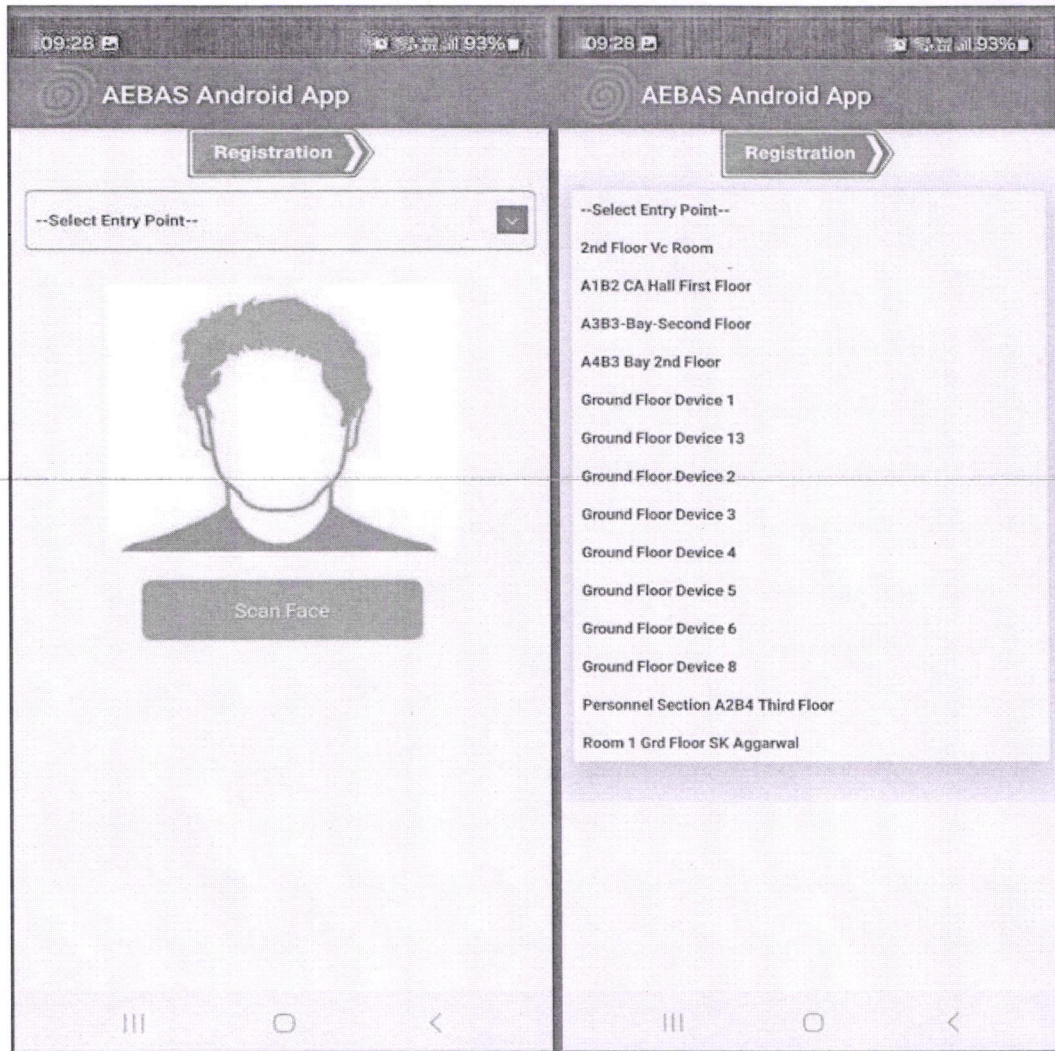 09:28 93%
AEBAS Android App
Registration
--Select Entry Point--
Scan Face
09:28 93%
AEBAS Android App
Registration
--Select Entry Point--
2nd Floor Vc Room
A1B2 CA Hall First Floor
A3B3-Bay-Second Floor
A4B3 Bay 2nd Floor
Ground Floor Device 1
Ground Floor Device 13
Ground Floor Device 2
Ground Floor Device 3
Ground Floor Device 4
Ground Floor Device 5
Ground Floor Device 6
Ground Floor Device 8
Personnel Section A2B4 Third Floor
Room 1 Grd Floor SK Aggarwal